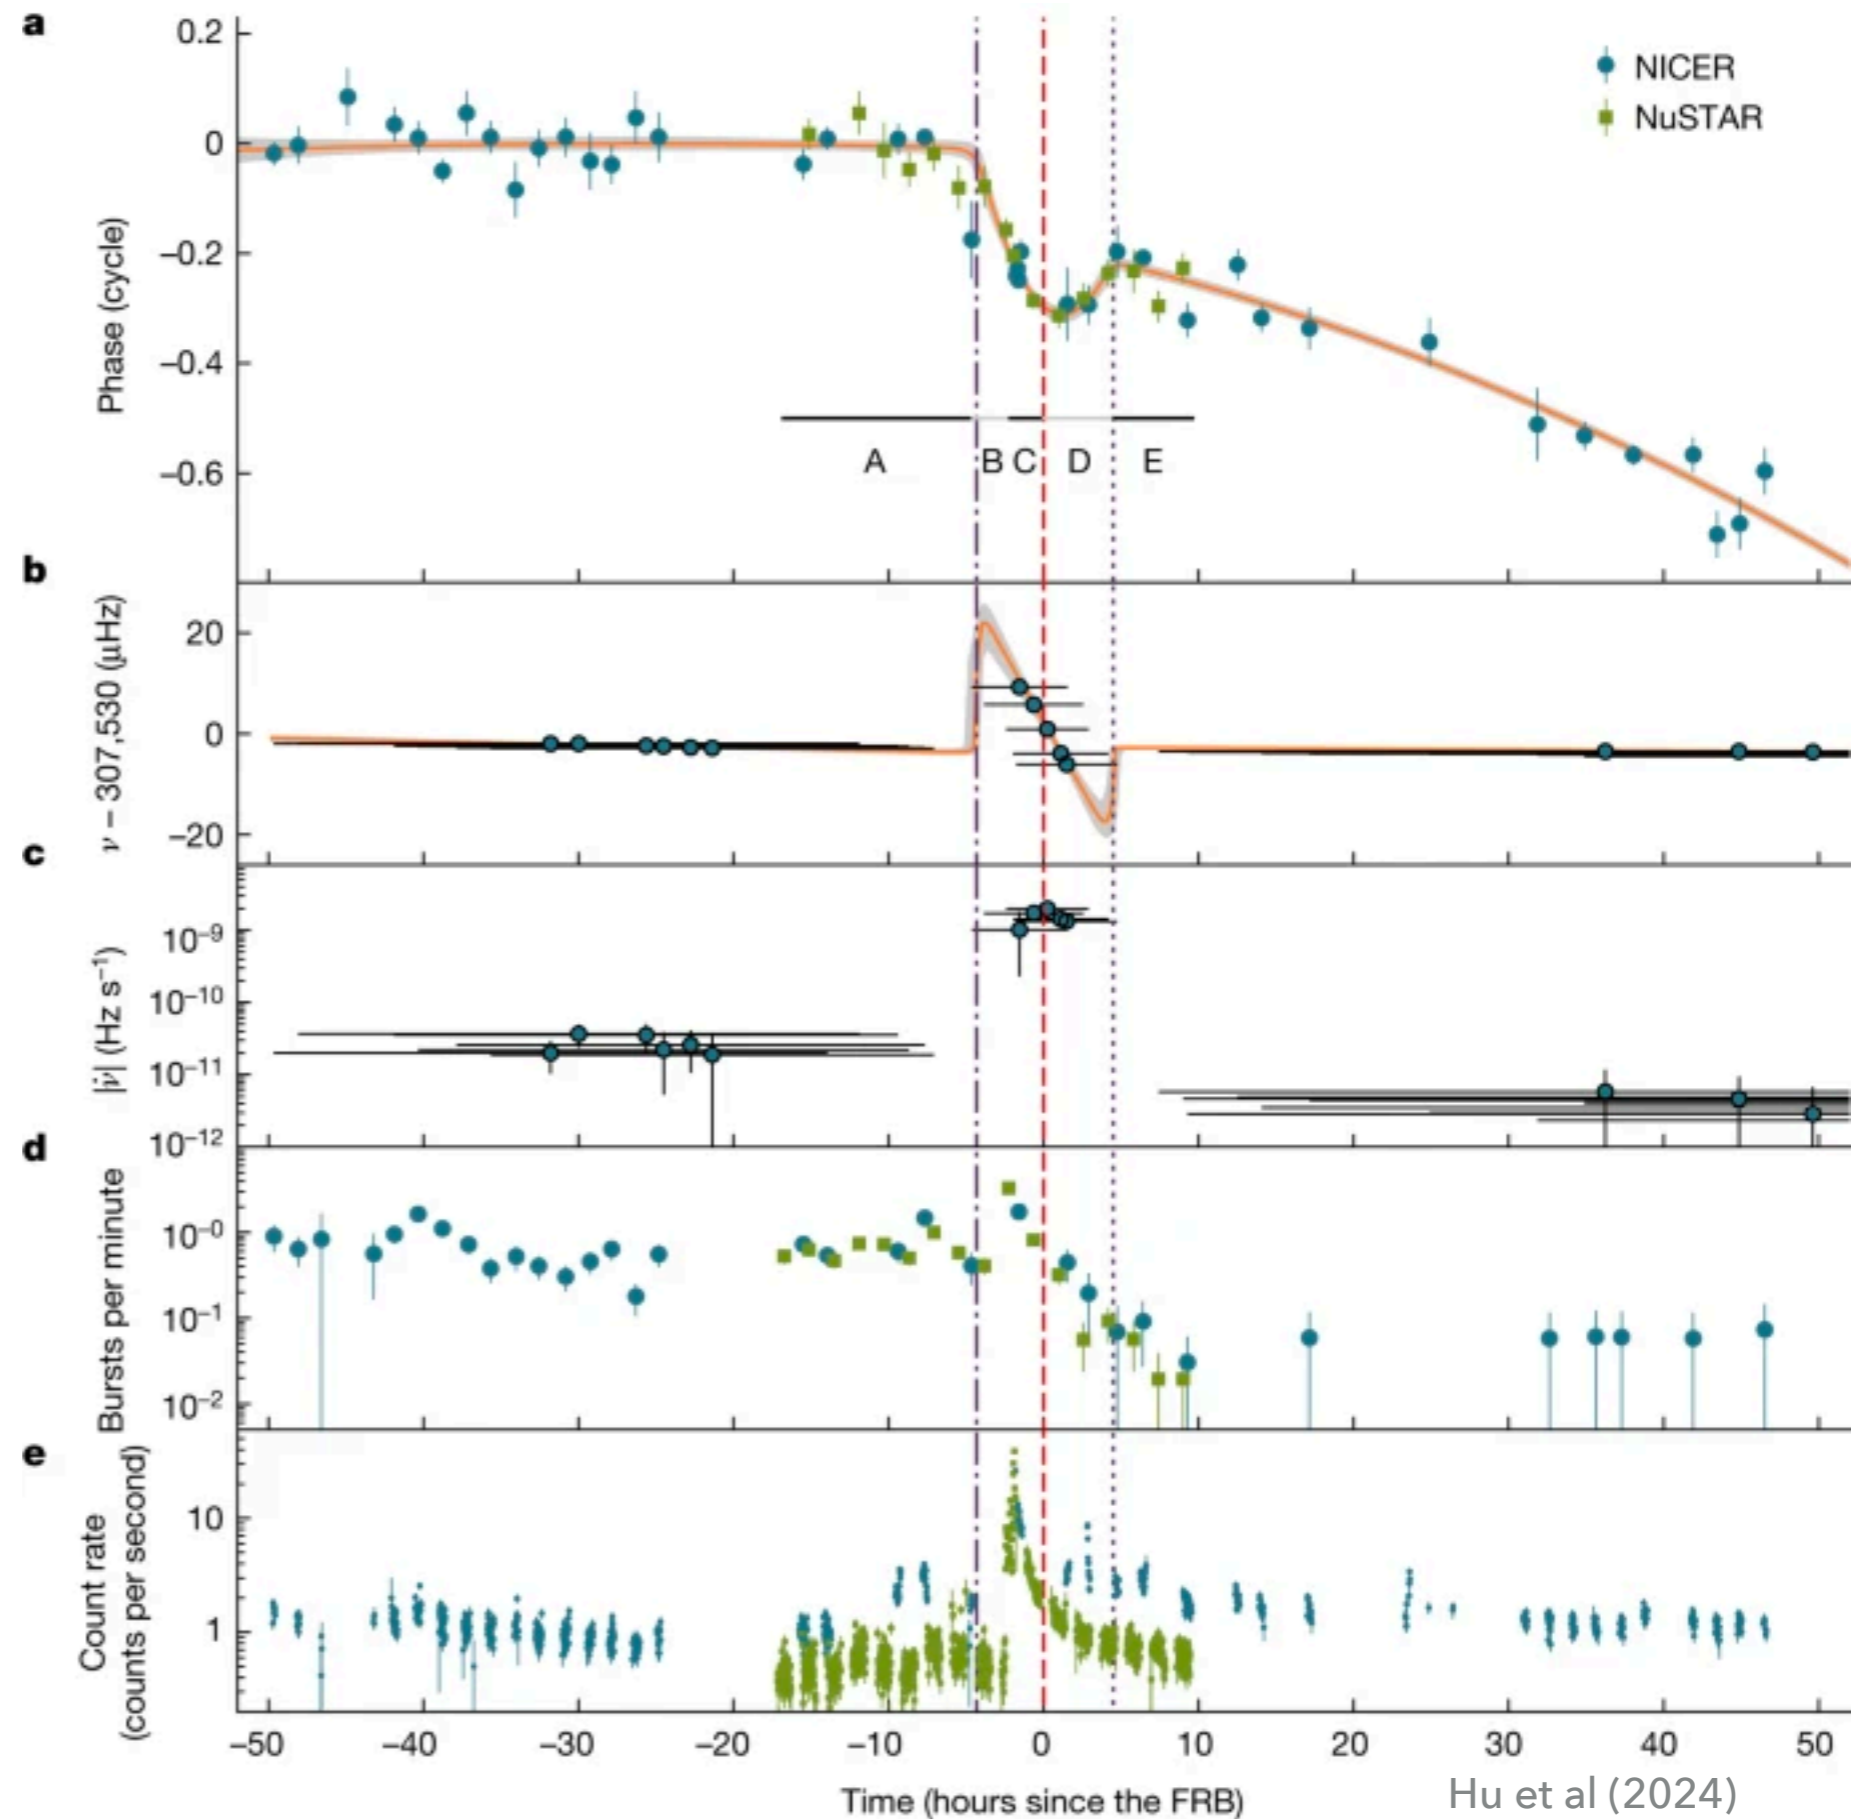 a
0.2
0
–0.2
–0.4
–0.6
Phase (cycle)
NICER
NuSTAR
A B C D E
b
20
0
–20
ν – 307,530 (μHz)
c
10⁻⁹
10⁻¹⁰
10⁻¹¹
10⁻¹²
|ν̇| (Hz s⁻¹)
d
10⁻⁰
10⁻¹
10⁻²
Bursts per minute
e
10
1
Count rate
(counts per second)
–50 –40 –30 –20 –10 0 10 20 30 40 50
Time (hours since the FRB)
Hu et al (2024)